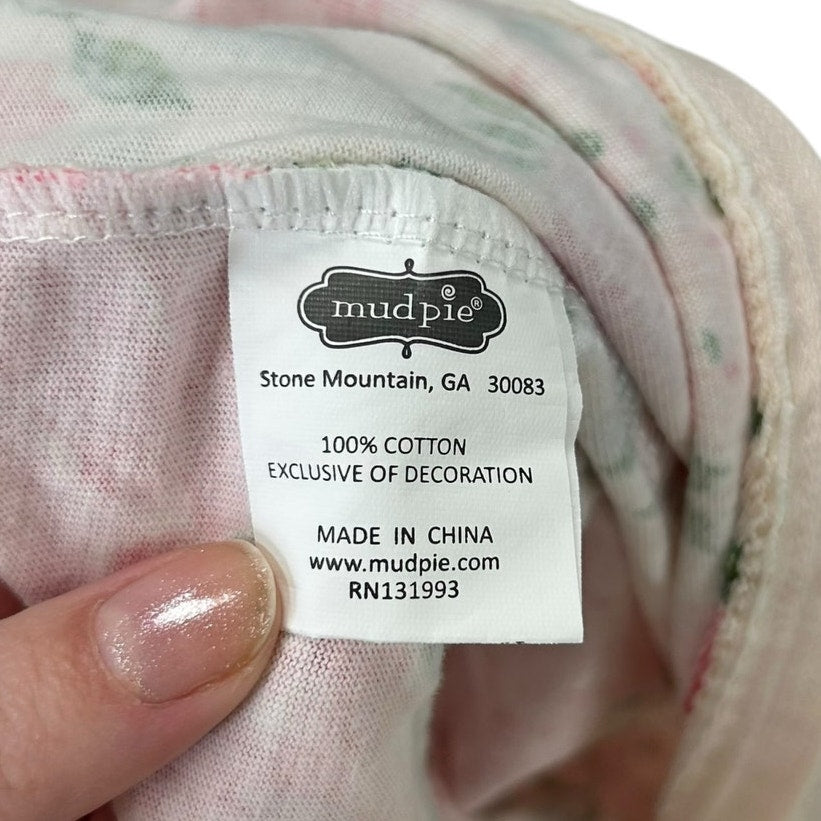 mudpie®
Stone Mountain, GA 30083
100% COTTON
EXCLUSIVE OF DECORATION
MADE IN CHINA
www.mudpie.com
RN131993